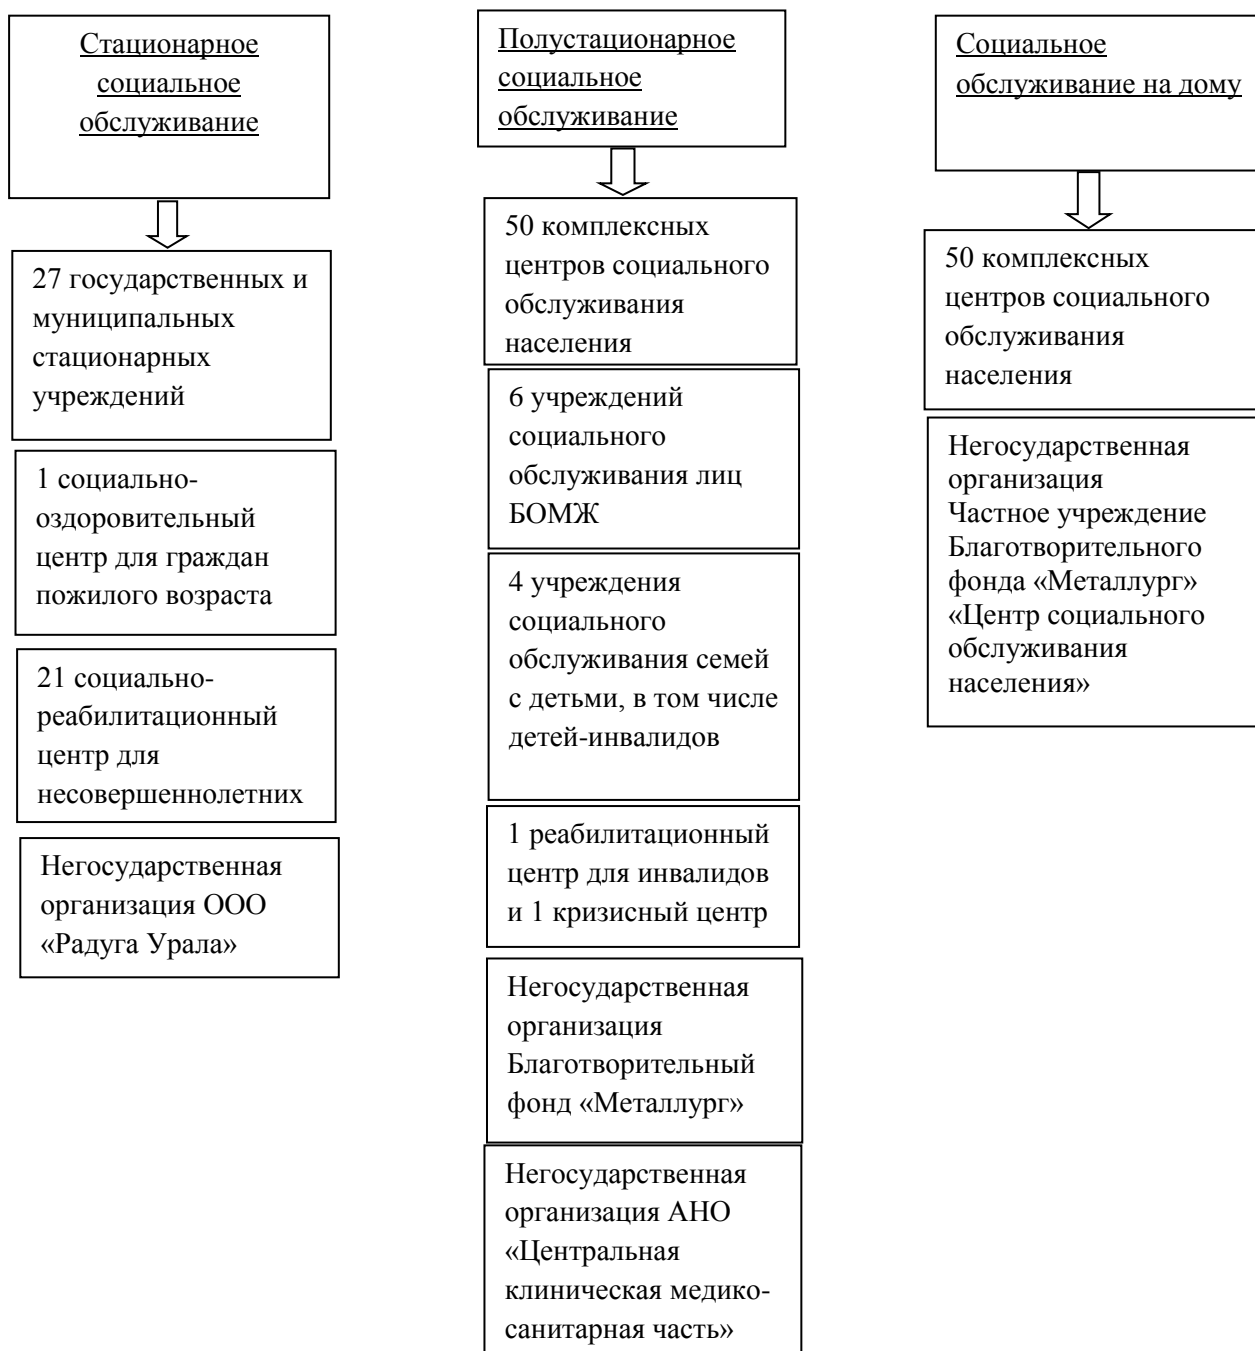 Стационарное
социальное
обслуживание
27 государственных и
муниципальных
стационарных
учреждений
1 социально-
оздоровительный
центр для граждан
пожилого возраста
21 социально-
реабилитационный
центр для
несовершеннолетних
Негосударственная
организация ООО
«Радуга Урала»
Полустационарное
социальное
обслуживание
50 комплексных
центров социального
обслуживания
населения
6 учреждений
социального
обслуживания лиц
БОМЖ
4 учреждения
социального
обслуживания семей
с детьми, в том числе
детей-инвалидов
1 реабилитационный
центр для инвалидов
и 1 кризисный центр
Негосударственная
организация
Благотворительный
фонд «Металлург»
Негосударственная
организация АНО
«Центральная
клиническая медико-
санитарная часть»
Социальное
обслуживание на дому
50 комплексных
центров социального
обслуживания
населения
Негосударственная
организация
Частное учреждение
Благотворительного
фонда «Металлург»
«Центр социального
обслуживания
населения»